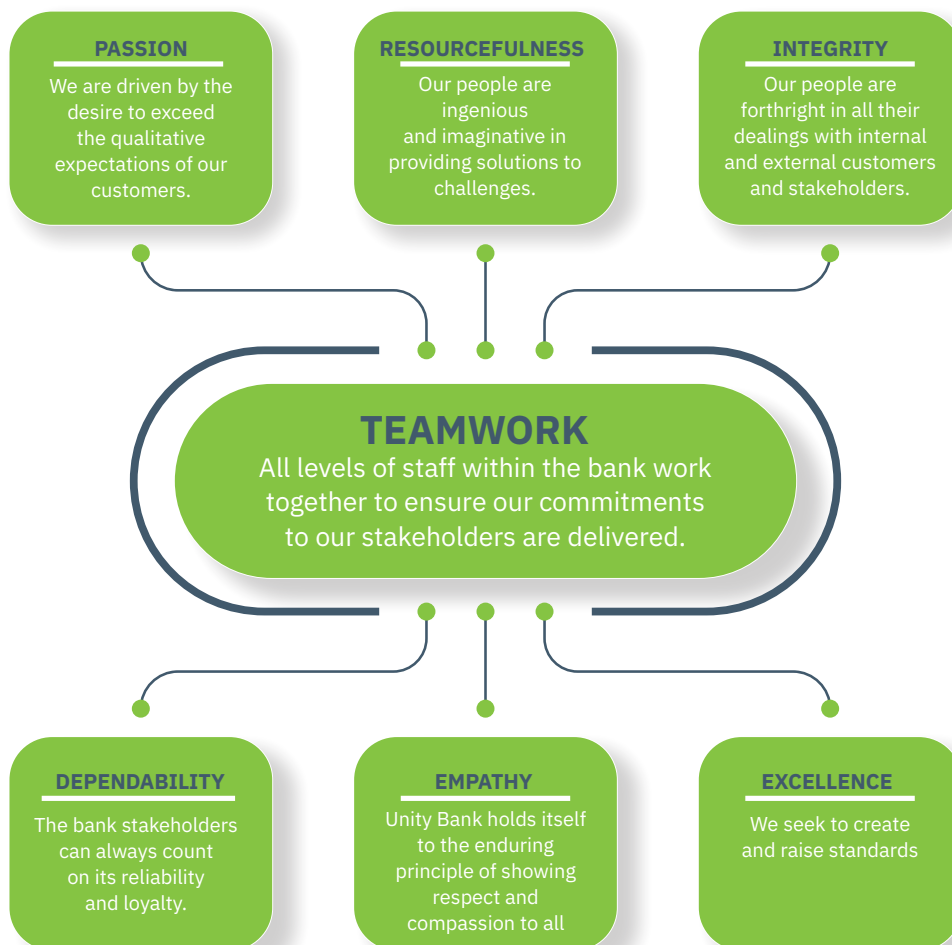 PASSION
We are driven by the
desire to exceed
the qualitative
expectations of our
customers.
RESOURCEFULNESS
Our people are
ingenious
and imaginative in
providing solutions to
challenges.
INTEGRITY
Our people are
forthright in all their
dealings with internal
and external customers
and stakeholders.
TEAMWORK
All levels of staff within the bank work
together to ensure our commitments
to our stakeholders are delivered.
DEPENDABILITY
The bank stakeholders
can always count
on its reliability
and loyalty.
EMPATHY
Unity Bank holds itself
to the enduring
principle of showing
respect and
compassion to all
EXCELLENCE
We seek to create
and raise standards